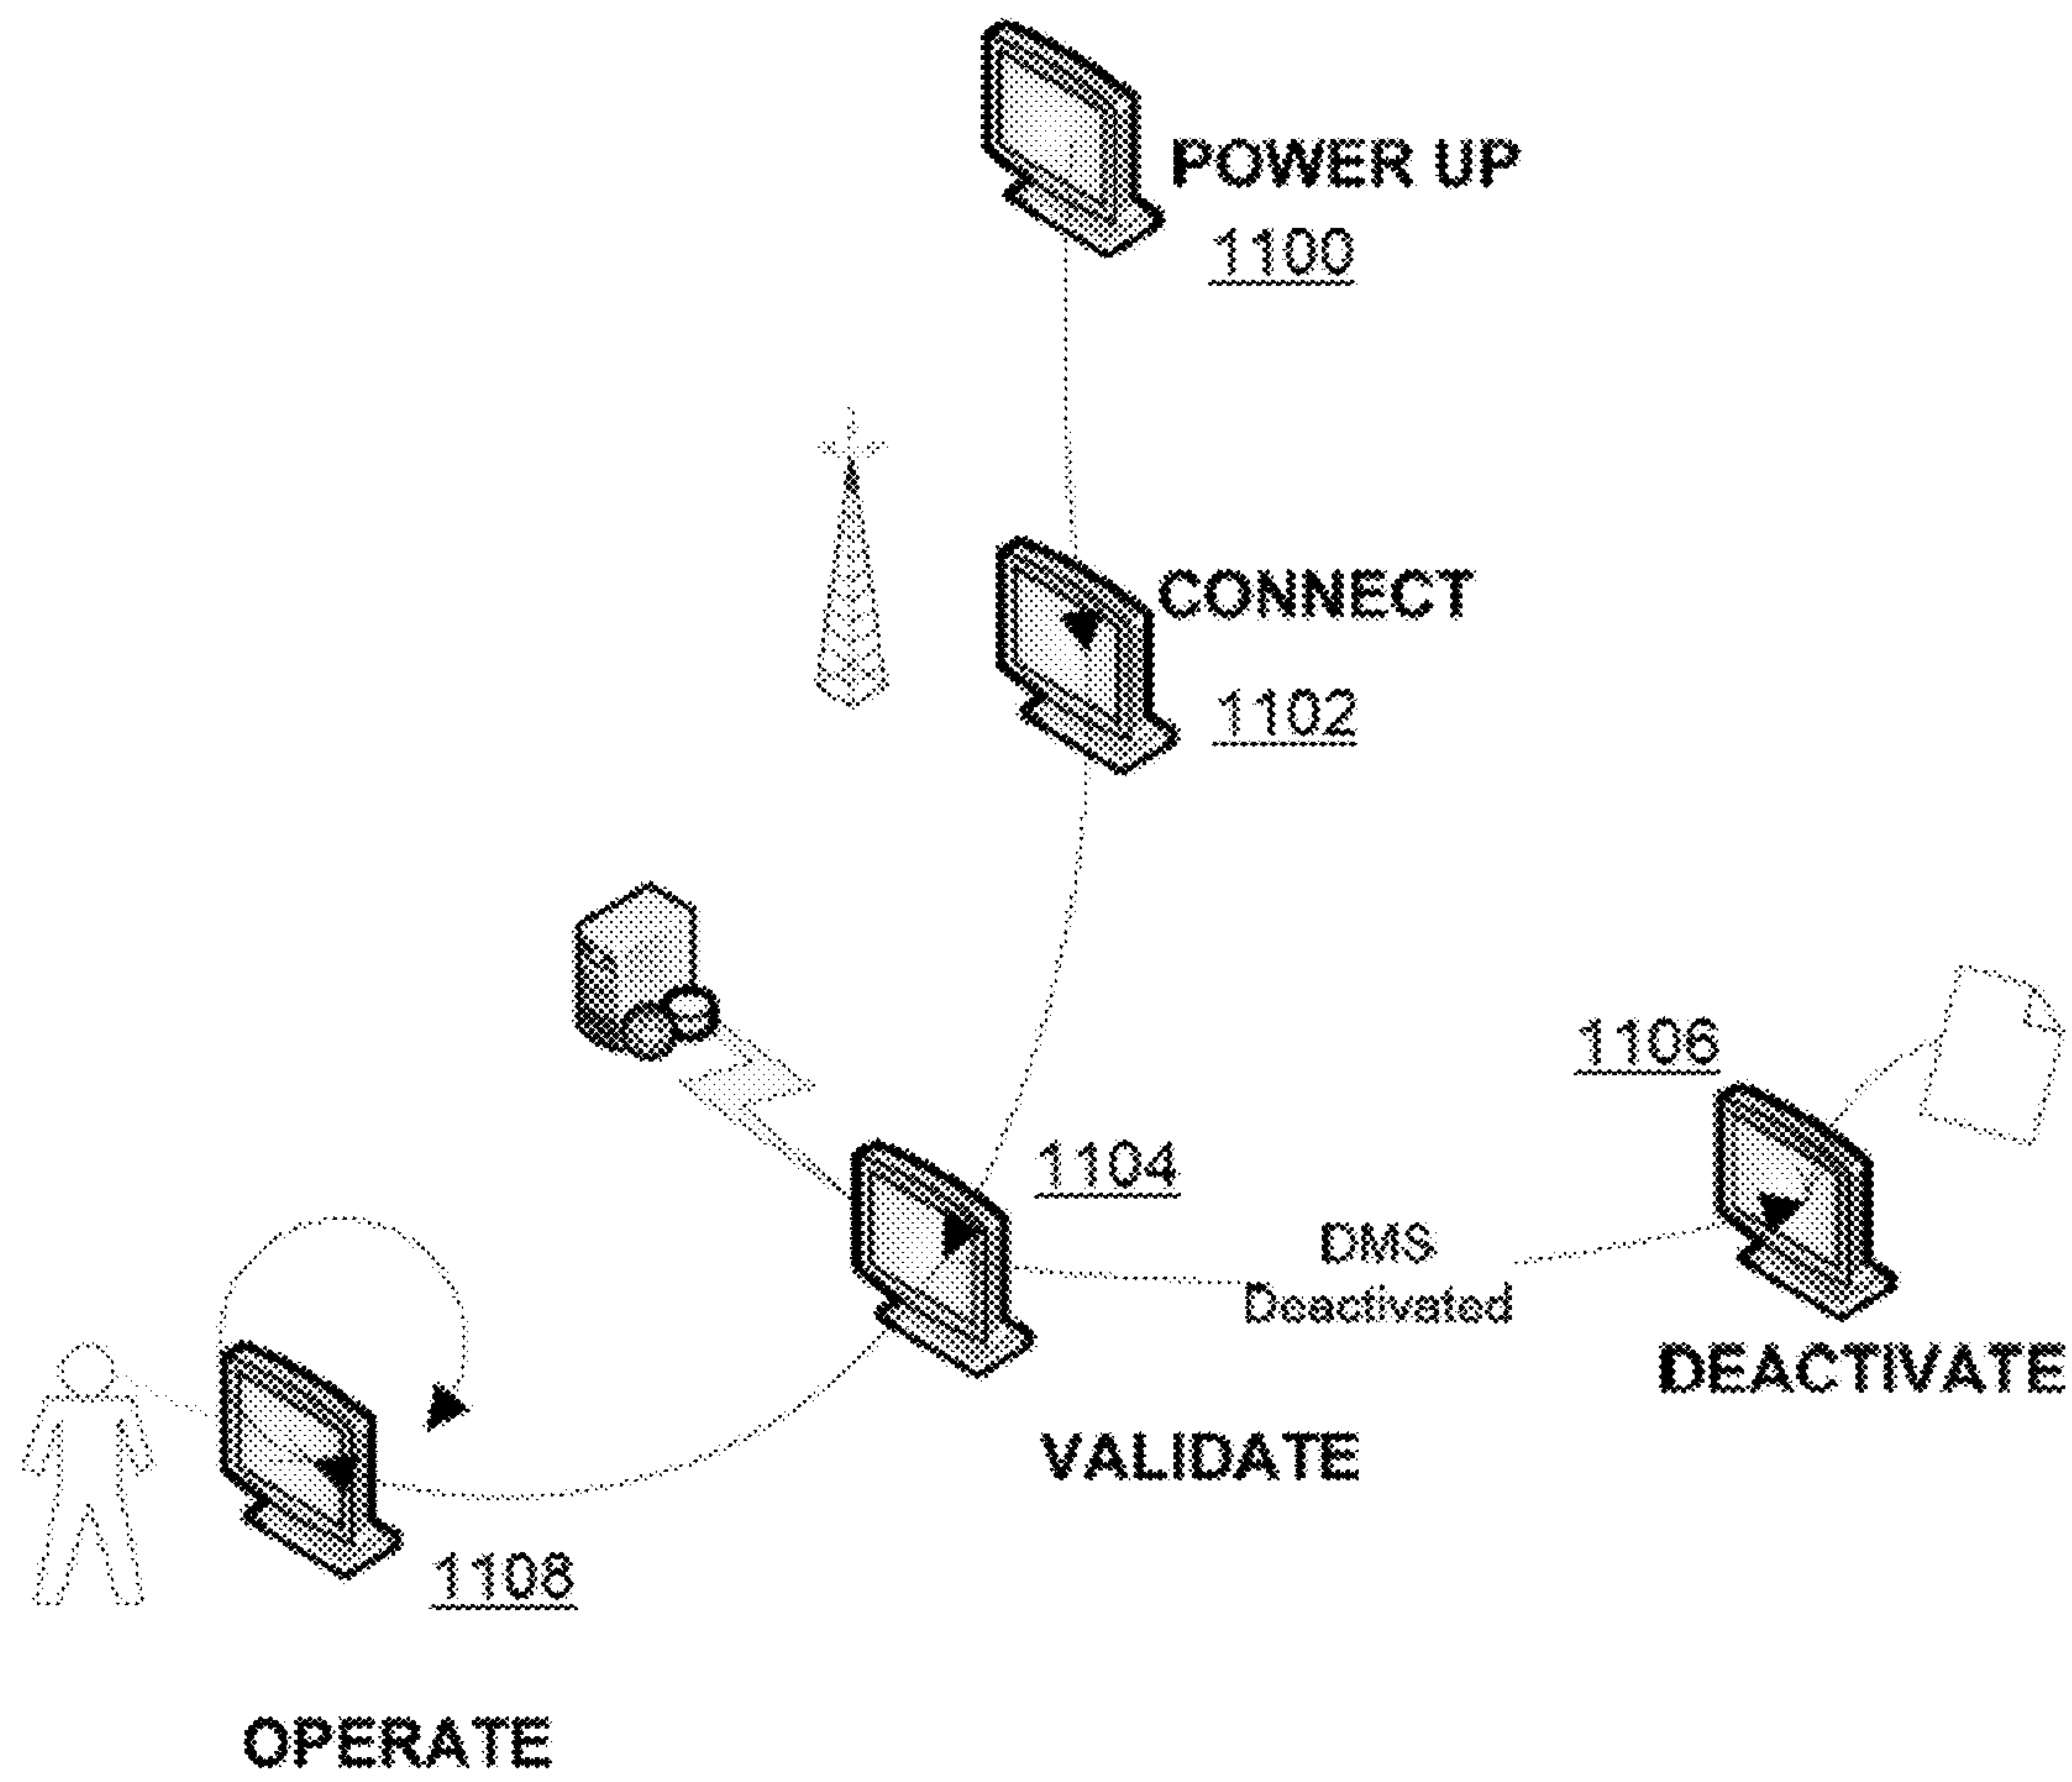 POWER UP
1100
CONNECT
1102
1106
1104
DMS
Deactivated
DEACTIVATE
VALIDATE
1108
OPERATE